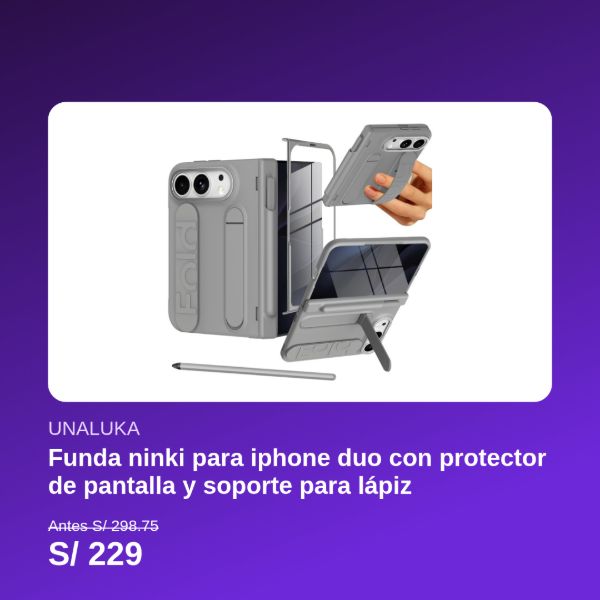 Fold
UNALUKA
Funda ninki para iphone duo con protector
de pantalla y soporte para lápiz
Antes S/ 298.75
S/ 229